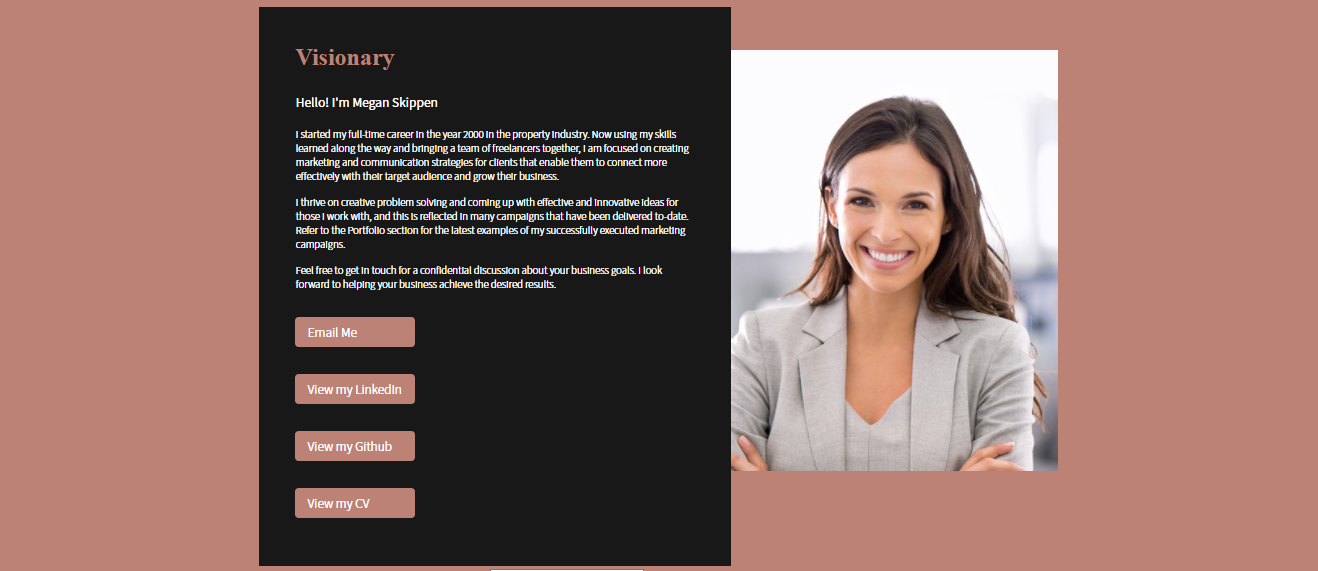 Visionary
Hello! I'm Megan Skippen
I started my full-time career in the year 2000 in the property industry. Now using my skills
learned along the way and bringing a team of freelancers together, I am focused on creating
marketing and communication strategies for clients that enable them to connect more
effectively with their target audience and grow their business.
I thrive on creative problem solving and coming up with effective and innovative ideas for
those I work with, and this is reflected in many campaigns that have been delivered to-date.
Refer to the Portfolio section for the latest examples of my successfully executed marketing
campaigns.
Feel free to get in touch for a confidential discussion about your business goals. I look
forward to helping your business achieve the desired results.
Email Me
View my LinkedIn
View my Github
View my CV